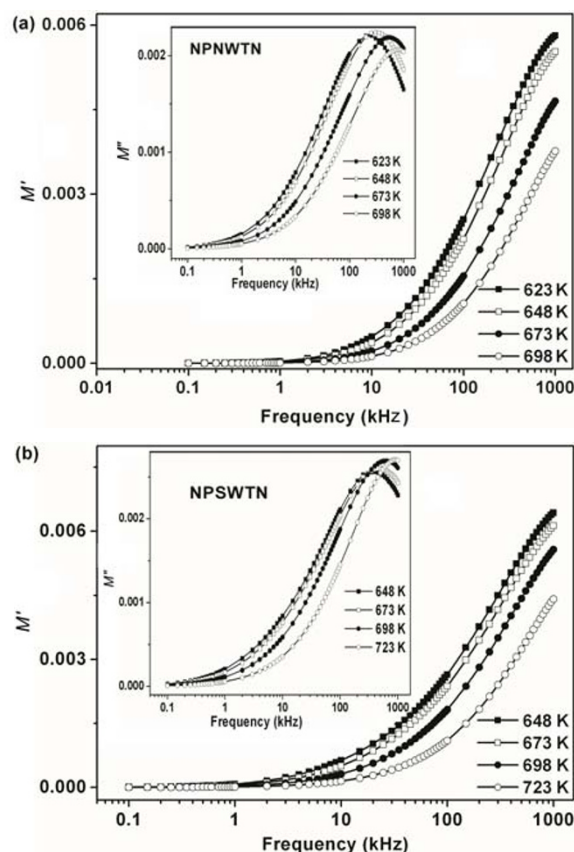 (a)
0.006
0.003
0.000
M'
0.01 0.1 1 10 100 1000
Frequency (kHz)
623 K
648 K
673 K
698 K
NPNWTN
0.002
0.001
0.000
M"
0.1 1 10 100 1000
Frequency (kHz)
623 K
648 K
673 K
698 K
(b)
0.006
0.003
0.000
M'
0.1 1 10 100 1000
Frequency (kHz)
648 K
673 K
698 K
723 K
NPSWTN
0.002
0.001
0.000
M"
0.1 1 10 100 1000
Frequency (kHz)
648 K
673 K
698 K
723 K